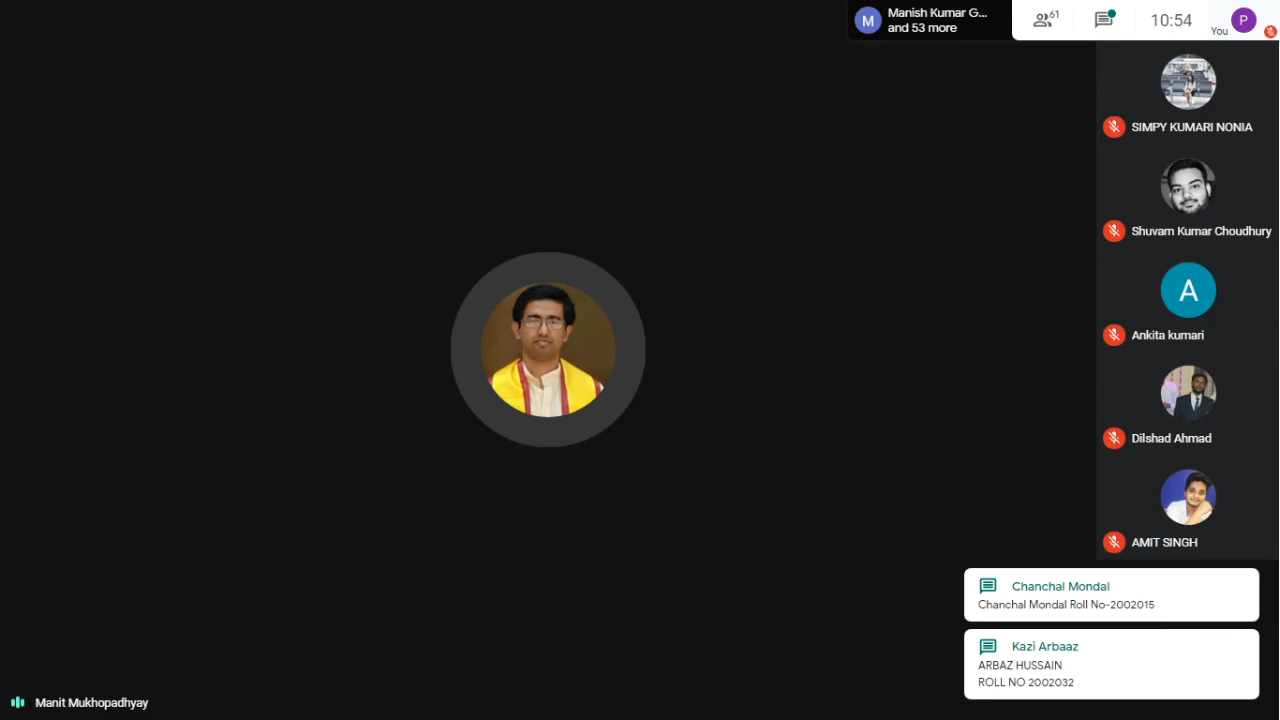 M
Manish Kumar G...
and 53 more
61
10:54
You
P
SIMPY KUMARI NONIA
Shuvam Kumar Choudhury
A
Ankita kumari
Dilshad Ahmad
AMIT SINGH
Chanchal Mondal
Chanchal Mondal Roll No-2002015
Kazi Arbaaz
ARBAZ HUSSAIN
ROLL NO 2002032
Manit Mukhopadhyay